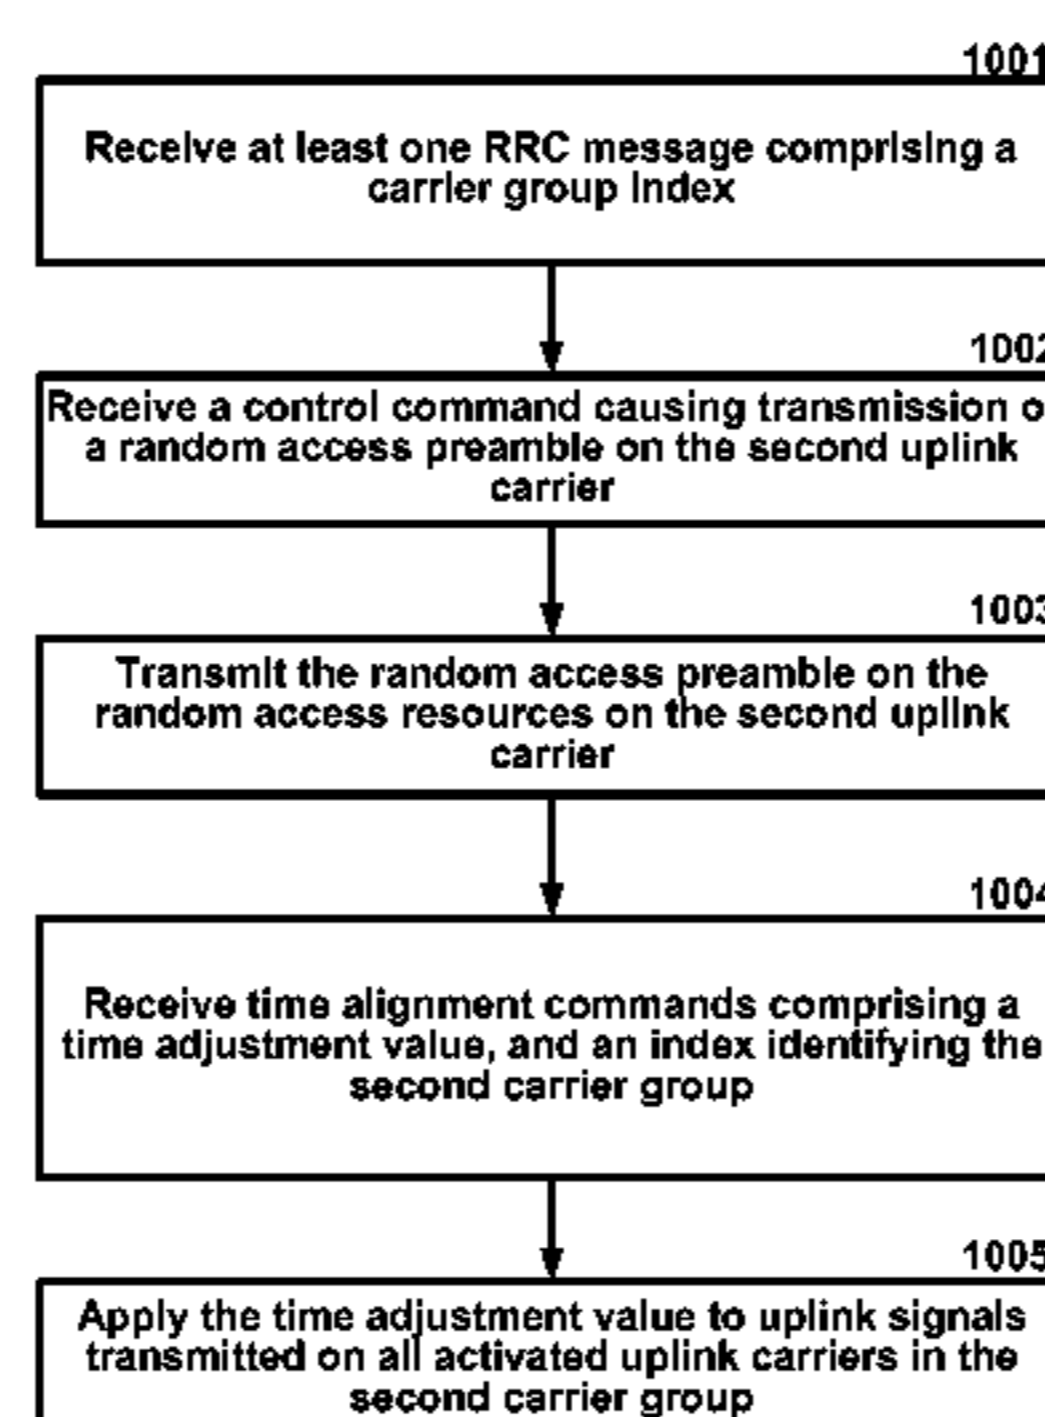 1001
Receive at least one RRC message comprising a
carrier group index
1002
Receive a control command causing transmission o
a random access preamble on the second uplink
carrier
1003
Transmit the random access preamble on the
random access resources on the second uplink
carrier
1004
Receive time alignment commands comprising a
time adjustment value, and an index identifying the
second carrier group
1005
Apply the time adjustment value to uplink signals
transmitted on all activated uplink carriers in the
second carrier group